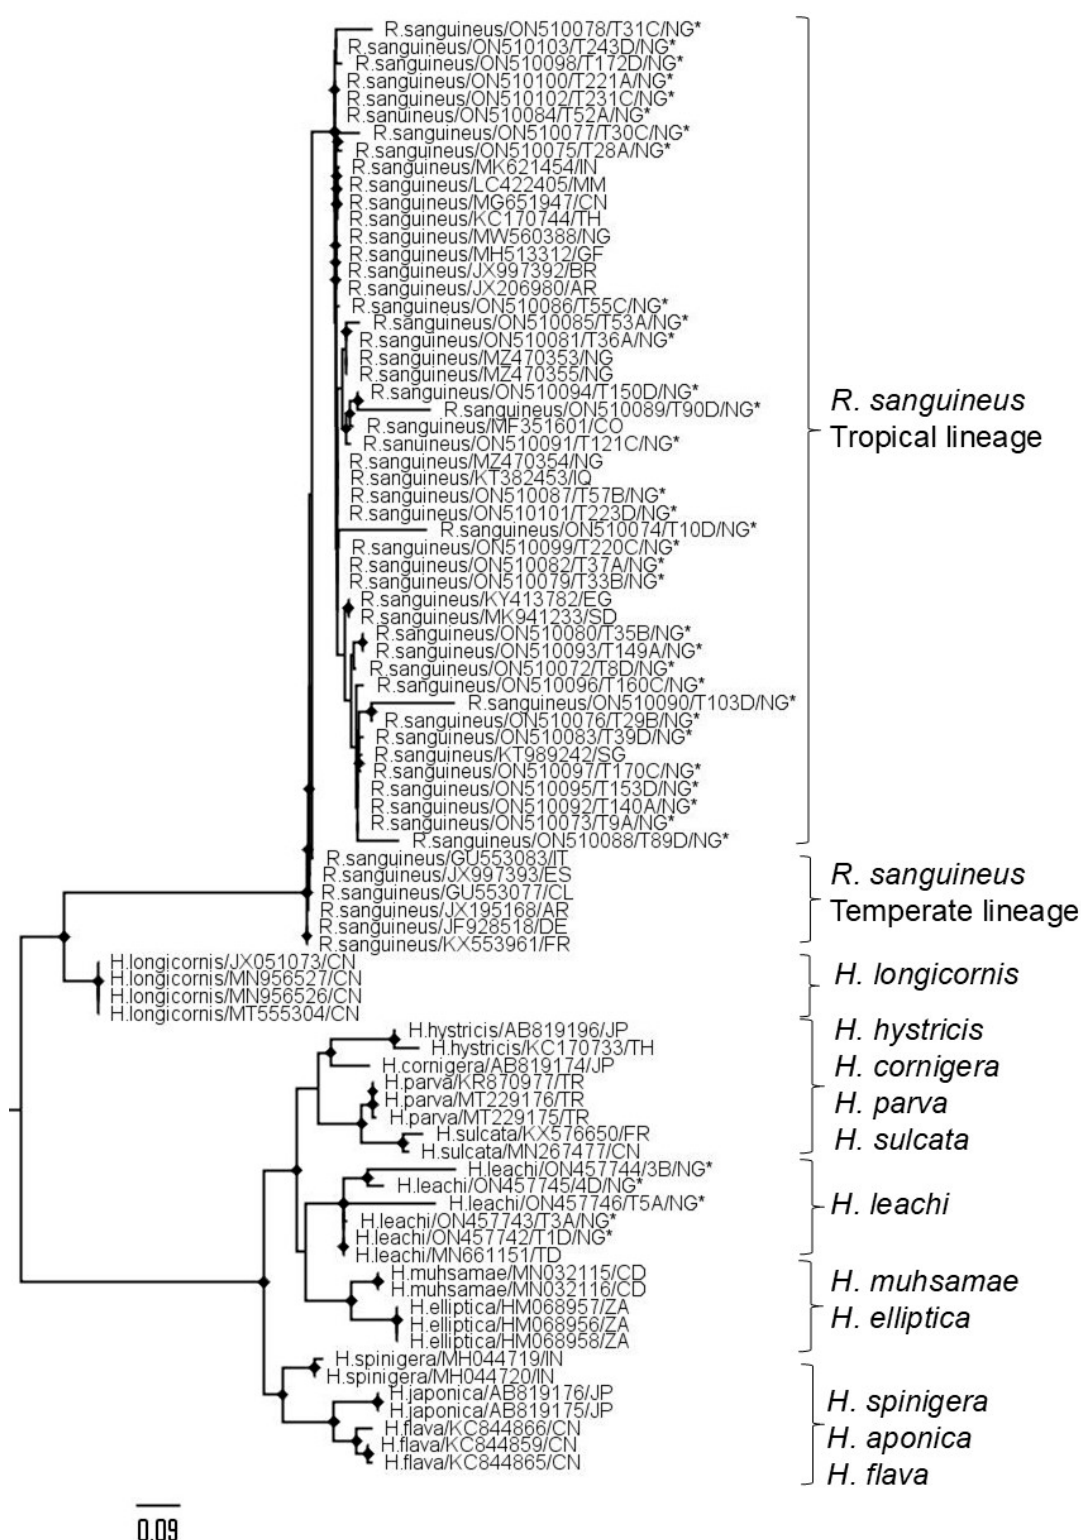 R.sanguineus/ON510078/T31C/NG*
R.sanguineus/ON510103/T243D/NG*
R.sanguineus/ON510098/T172D/NG*
R.sanguineus/ON510100/T221A/NG*
R.sanguineus/ON510102/T231C/NG*
R.sanuineus/ON510084/T52A/NG*
R.sanguineus/ON510077/T30C/NG*
R.sanguineus/ON510075/T28A/NG*
R.sanguineus/MK621454/IN
R.sanguineus/LC422405/MM
R.sanguineus/MG651947/CN
R.sanguineus/KC170744/TH
R.sanguineus/MW560388/NG
R.sanguineus/MH513312/GF
R.sanguineus/JX997392/BR
R.sanguineus/JX206980/AR
R.sanguineus/ON510086/T55C/NG*
R.sanguineus/ON510085/T53A/NG*
R.sanguineus/ON510081/T36A/NG*
R.sanguineus/MZ470353/NG
R.sanguineus/MZ470355/NG
R.sanguineus/ON510094/T150D/NG*
R.sanguineus/ON510089/T90D/NG*
R.sanguineus/MF351601/CO
R.sanuineus/ON510091/T121C/NG*
R.sanguineus/MZ470354/NG
R.sanguineus/KT382453/IQ
R.sanguineus/ON510087/T57B/NG*
R.sanguineus/ON510101/T223D/NG*
R.sanguineus/ON510074/T10D/NG*
R.sanguineus/ON510099/T220C/NG*
R.sanguineus/ON510082/T37A/NG*
R.sanguineus/ON510079/T33B/NG*
R.sanguineus/KY413782/EG
R.sanguineus/MK941233/SD
R.sanguineus/ON510080/T35B/NG*
R.sanguineus/ON510093/T149A/NG*
R.sanguineus/ON510072/T8D/NG*
R.sanguineus/ON510096/T160C/NG*
R.sanguineus/ON510090/T103D/NG*
R.sanguineus/ON510076/T29B/NG*
R.sanguineus/ON510083/T39D/NG*
R.sanguineus/KT989242/SG
R.sanguineus/ON510097/T170C/NG*
R.sanguineus/ON510095/T153D/NG*
R.sanguineus/ON510092/T140A/NG*
R.sanguineus/ON510073/T9A/NG*
R.sanguineus/ON510088/T89D/NG*
R. sanguineus
Tropical lineage
R.sanguineus/GU553083/IT
R.sanguineus/JX997393/ES
R.sanguineus/GU553077/CL
R.sanguineus/JX195168/AR
R.sanguineus/JF928518/DE
R.sanguineus/KX553961/FR
R. sanguineus
Temperate lineage
H.longicornis/JX051073/CN
H.longicornis/MN956527/CN
H.longicornis/MN956526/CN
H.longicornis/MT555304/CN
H. longicornis
H.hystricis/AB819196/JP
H.hystricis/KC170733/TH
H.cornigera/AB819174/JP
H.parva/KR870977/TR
H.parva/MT229176/TR
H.parva/MT229175/TR
H.sulcata/KX576650/FR
H.sulcata/MN267477/CN
H. hystricis
H. cornigera
H. parva
H. sulcata
H.leachi/ON457744/3B/NG*
H.leachi/ON457745/4D/NG*
H.leachi/ON457746/T5A/NG*
H.leachi/ON457743/T3A/NG*
H.leachi/ON457742/T1D/NG*
H.leachi/MN661151/TD
H. leachi
H.muhsamae/MN032115/CD
H.muhsamae/MN032116/CD
H.elliptica/HM068957/ZA
H.elliptica/HM068956/ZA
H.elliptica/HM068958/ZA
H. muhsamae
H. elliptica
H.spinigera/MH044719/IN
H.spinigera/MH044720/IN
H.japonica/AB819176/JP
H.japonica/AB819175/JP
H.flava/KC844866/CN
H.flava/KC844859/CN
H.flava/KC844865/CN
H. spinigera
H. aponica
H. flava
0.09